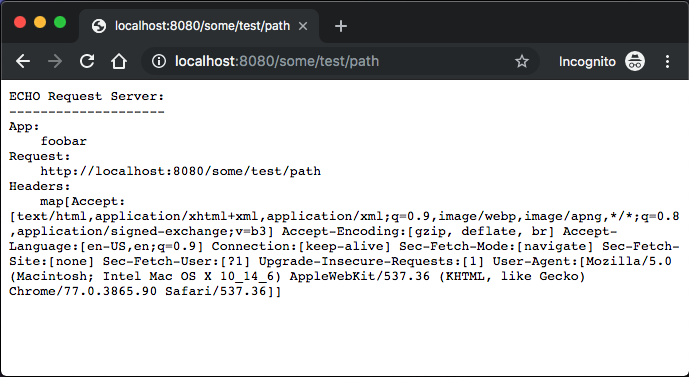 localhost:8080/some/test/path
localhost:8080/some/test/path
Incognito
ECHO Request Server:
--------------------
App:
    foobar
Request:
    http://localhost:8080/some/test/path
Headers:
    map[Accept:
[text/html,application/xhtml+xml,application/xml;q=0.9,image/webp,image/apng,*/*;q=0.8
,application/signed-exchange;v=b3] Accept-Encoding:[gzip, deflate, br] Accept-
Language:[en-US,en;q=0.9] Connection:[keep-alive] Sec-Fetch-Mode:[navigate] Sec-Fetch-
Site:[none] Sec-Fetch-User:[?1] Upgrade-Insecure-Requests:[1] User-Agent:[Mozilla/5.0
(Macintosh; Intel Mac OS X 10_14_6) AppleWebKit/537.36 (KHTML, like Gecko)
Chrome/77.0.3865.90 Safari/537.36]]